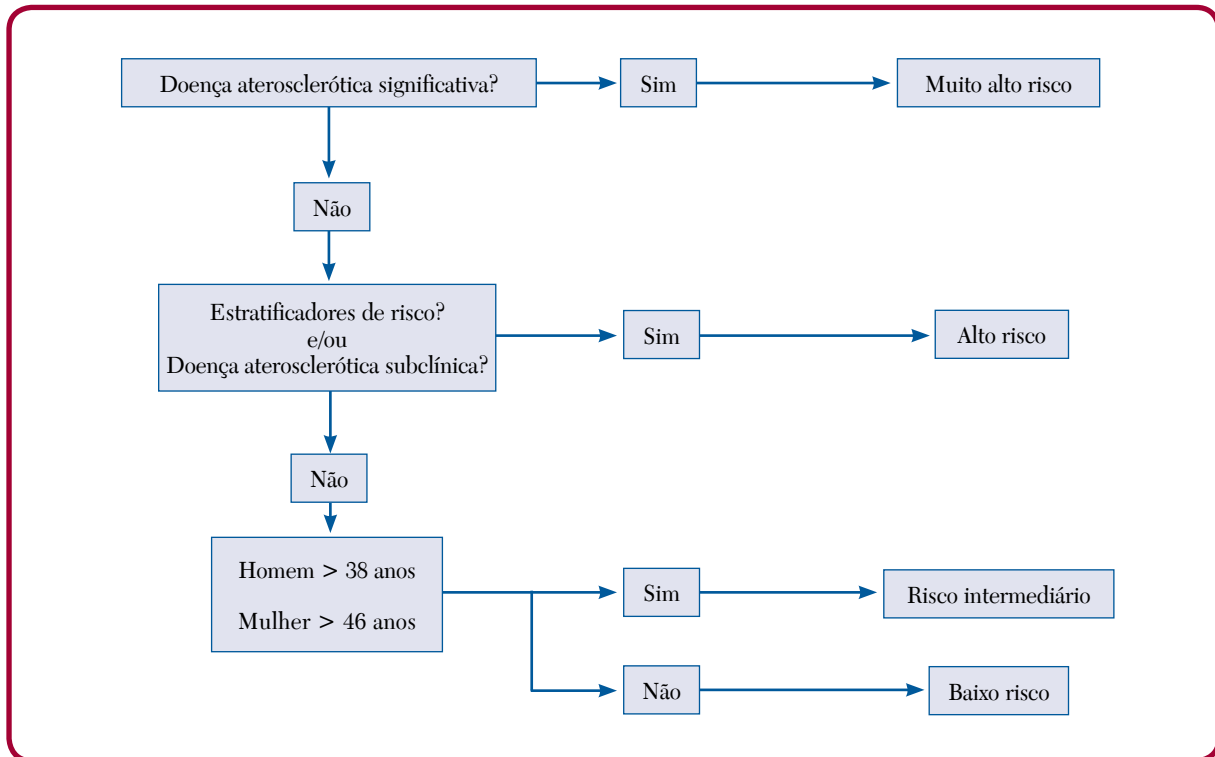 Doença aterosclerótica significativa?
Sim
Muito alto risco
Não
Estratificadores de risco?
e/ou
Doença aterosclerótica subclínica?
Sim
Alto risco
Não
Homem > 38 anos
Mulher > 46 anos
Sim
Risco intermediário
Não
Baixo risco